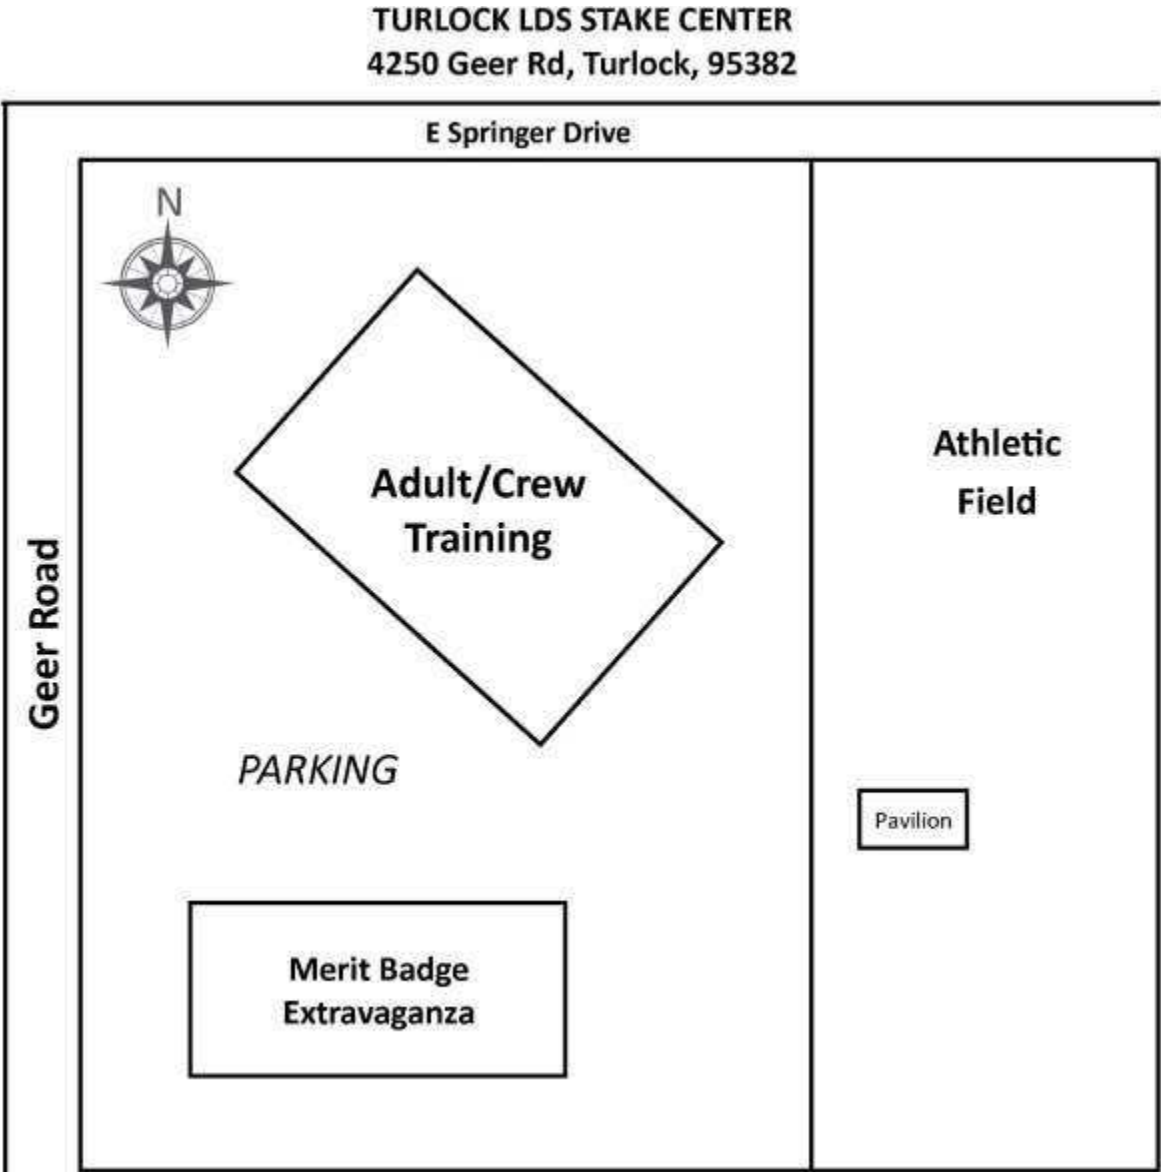 TURLOCK LDS STAKE CENTER
4250 Geer Rd, Turlock, 95382
E Springer Drive
N
Adult/Crew
Training
Athletic
Field
Geer Road
PARKING
Pavilion
Merit Badge
Extravaganza